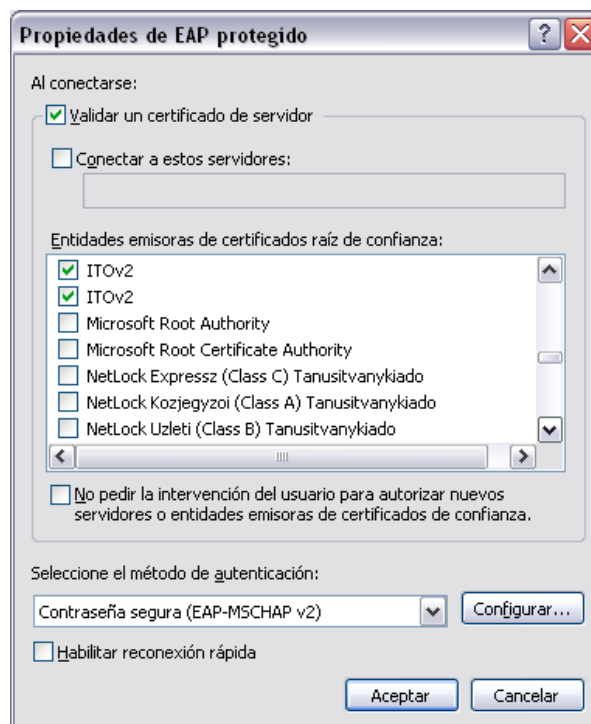 Propiedades de EAP protegido
Al conectarse:
Validar un certificado de servidor
Conectar a estos servidores:
Entidades emisoras de certificados raíz de confianza:
ITOv2
ITOv2
Microsoft Root Authority
Microsoft Root Certificate Authority
NetLock Expressz (Class C) Tanusitvanykiado
NetLock Kozjegyzoi (Class A) Tanusitvanykiado
NetLock Uzleti (Class B) Tanusitvanykiado
No pedir la intervención del usuario para autorizar nuevos
servidores o entidades emisoras de certificados de confianza.
Seleccione el método de autenticación:
Contraseña segura (EAP-MSCHAP v2)
Configurar...
Habilitar reconexión rápida
Aceptar
Cancelar